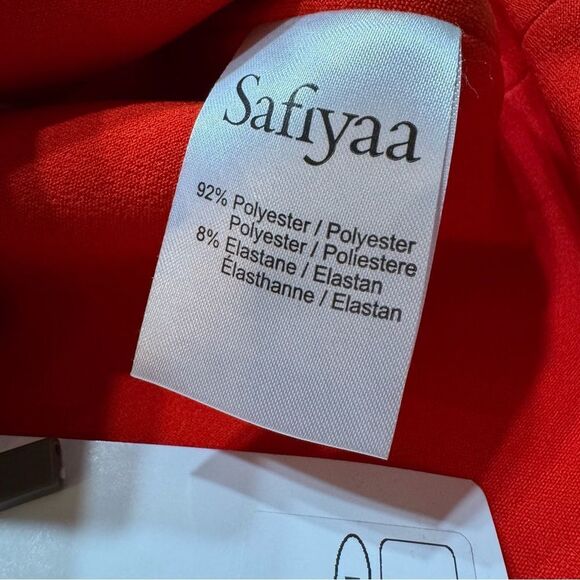 Safiyaa
92% Polyester / Polyester
Polyester / Poliestere
8% Elastane / Elastan
Élasthanne / Elastan